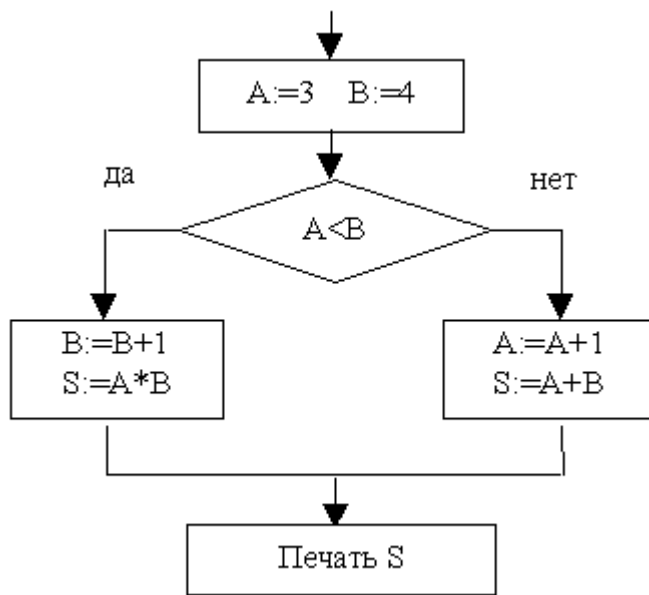 A:=3 B:=4
да
нет
A<B
B:=B+1
S:=A*B
A:=A+1
S:=A+B
Печать S